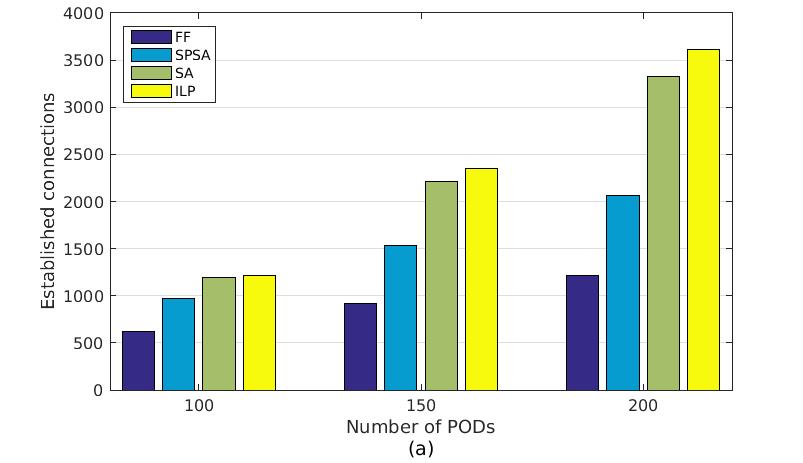 4000
3500
3000
2500
2000
1500
1000
500
0
Established connections
FF
SPSA
SA
ILP
100 150 200
Number of PODs
(a)